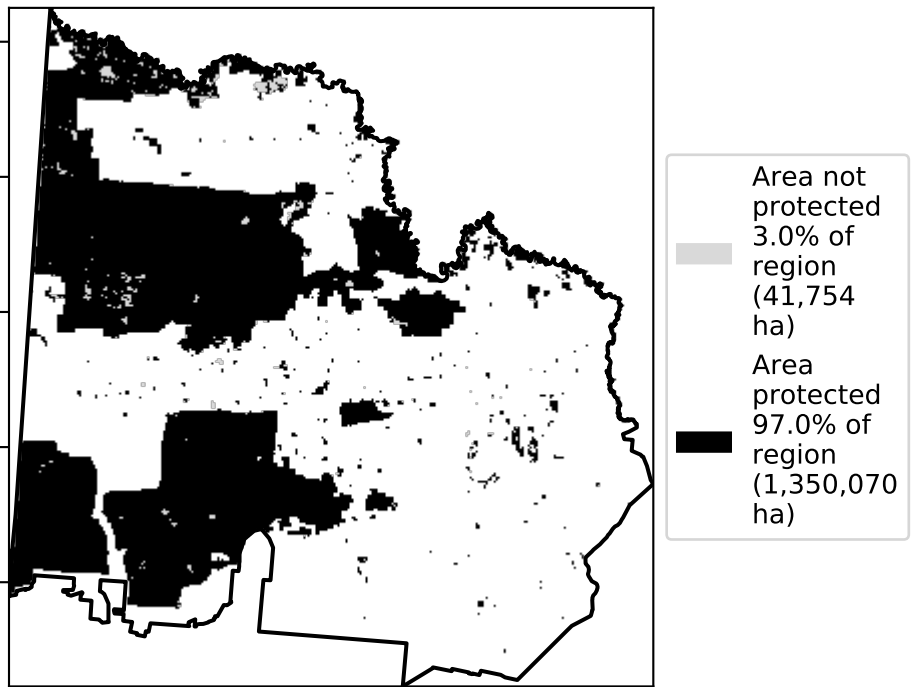 Area not
protected
3.0% of
region
(41,754
ha)
Area
protected
97.0% of
region
(1,350,070
ha)